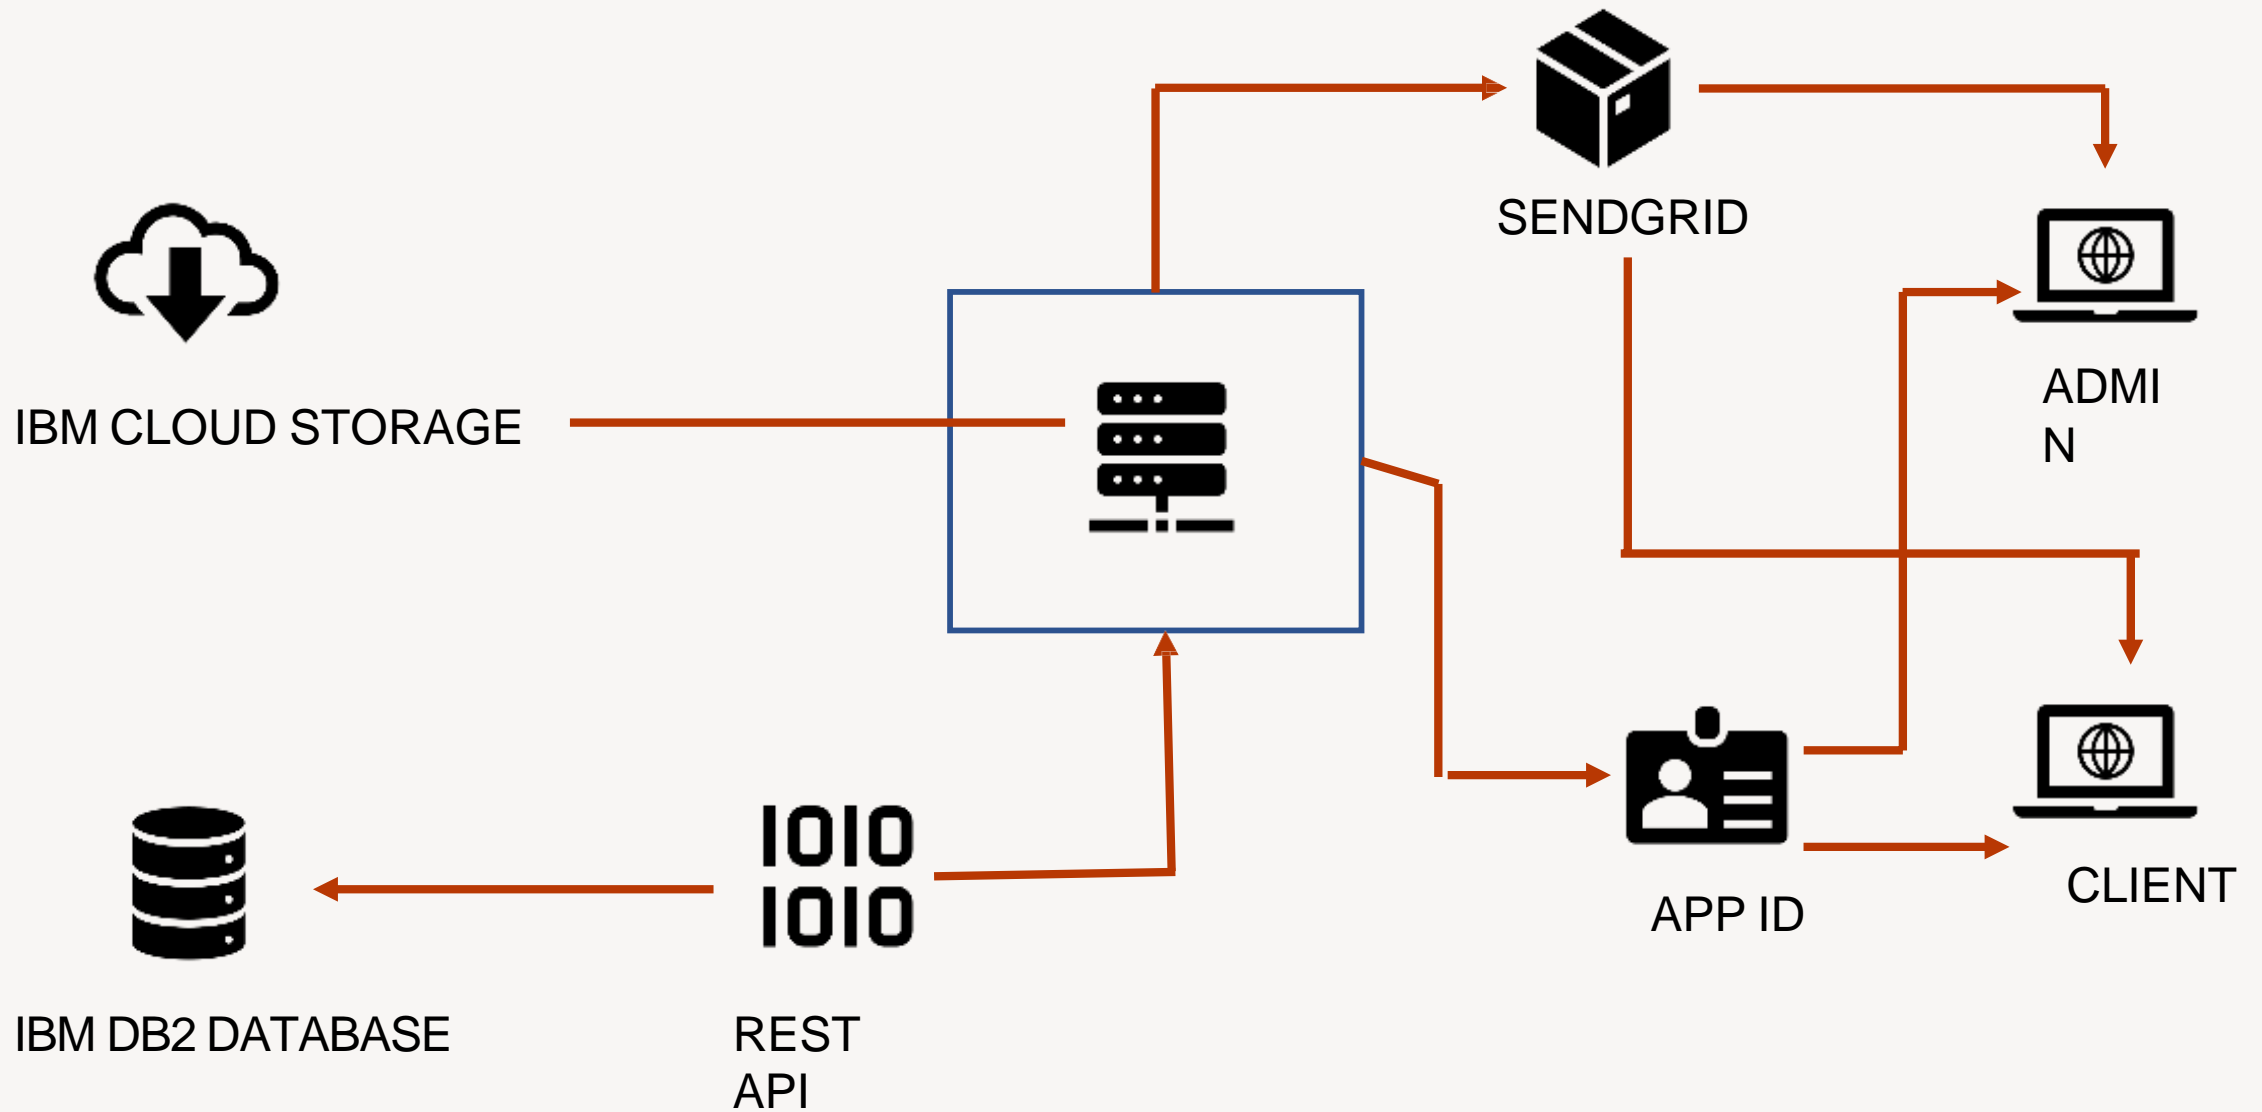 SENDGRID
IBM CLOUD STORAGE
ADMI
N
APP ID
CLIENT
IBM DB2 DATABASE
REST
API